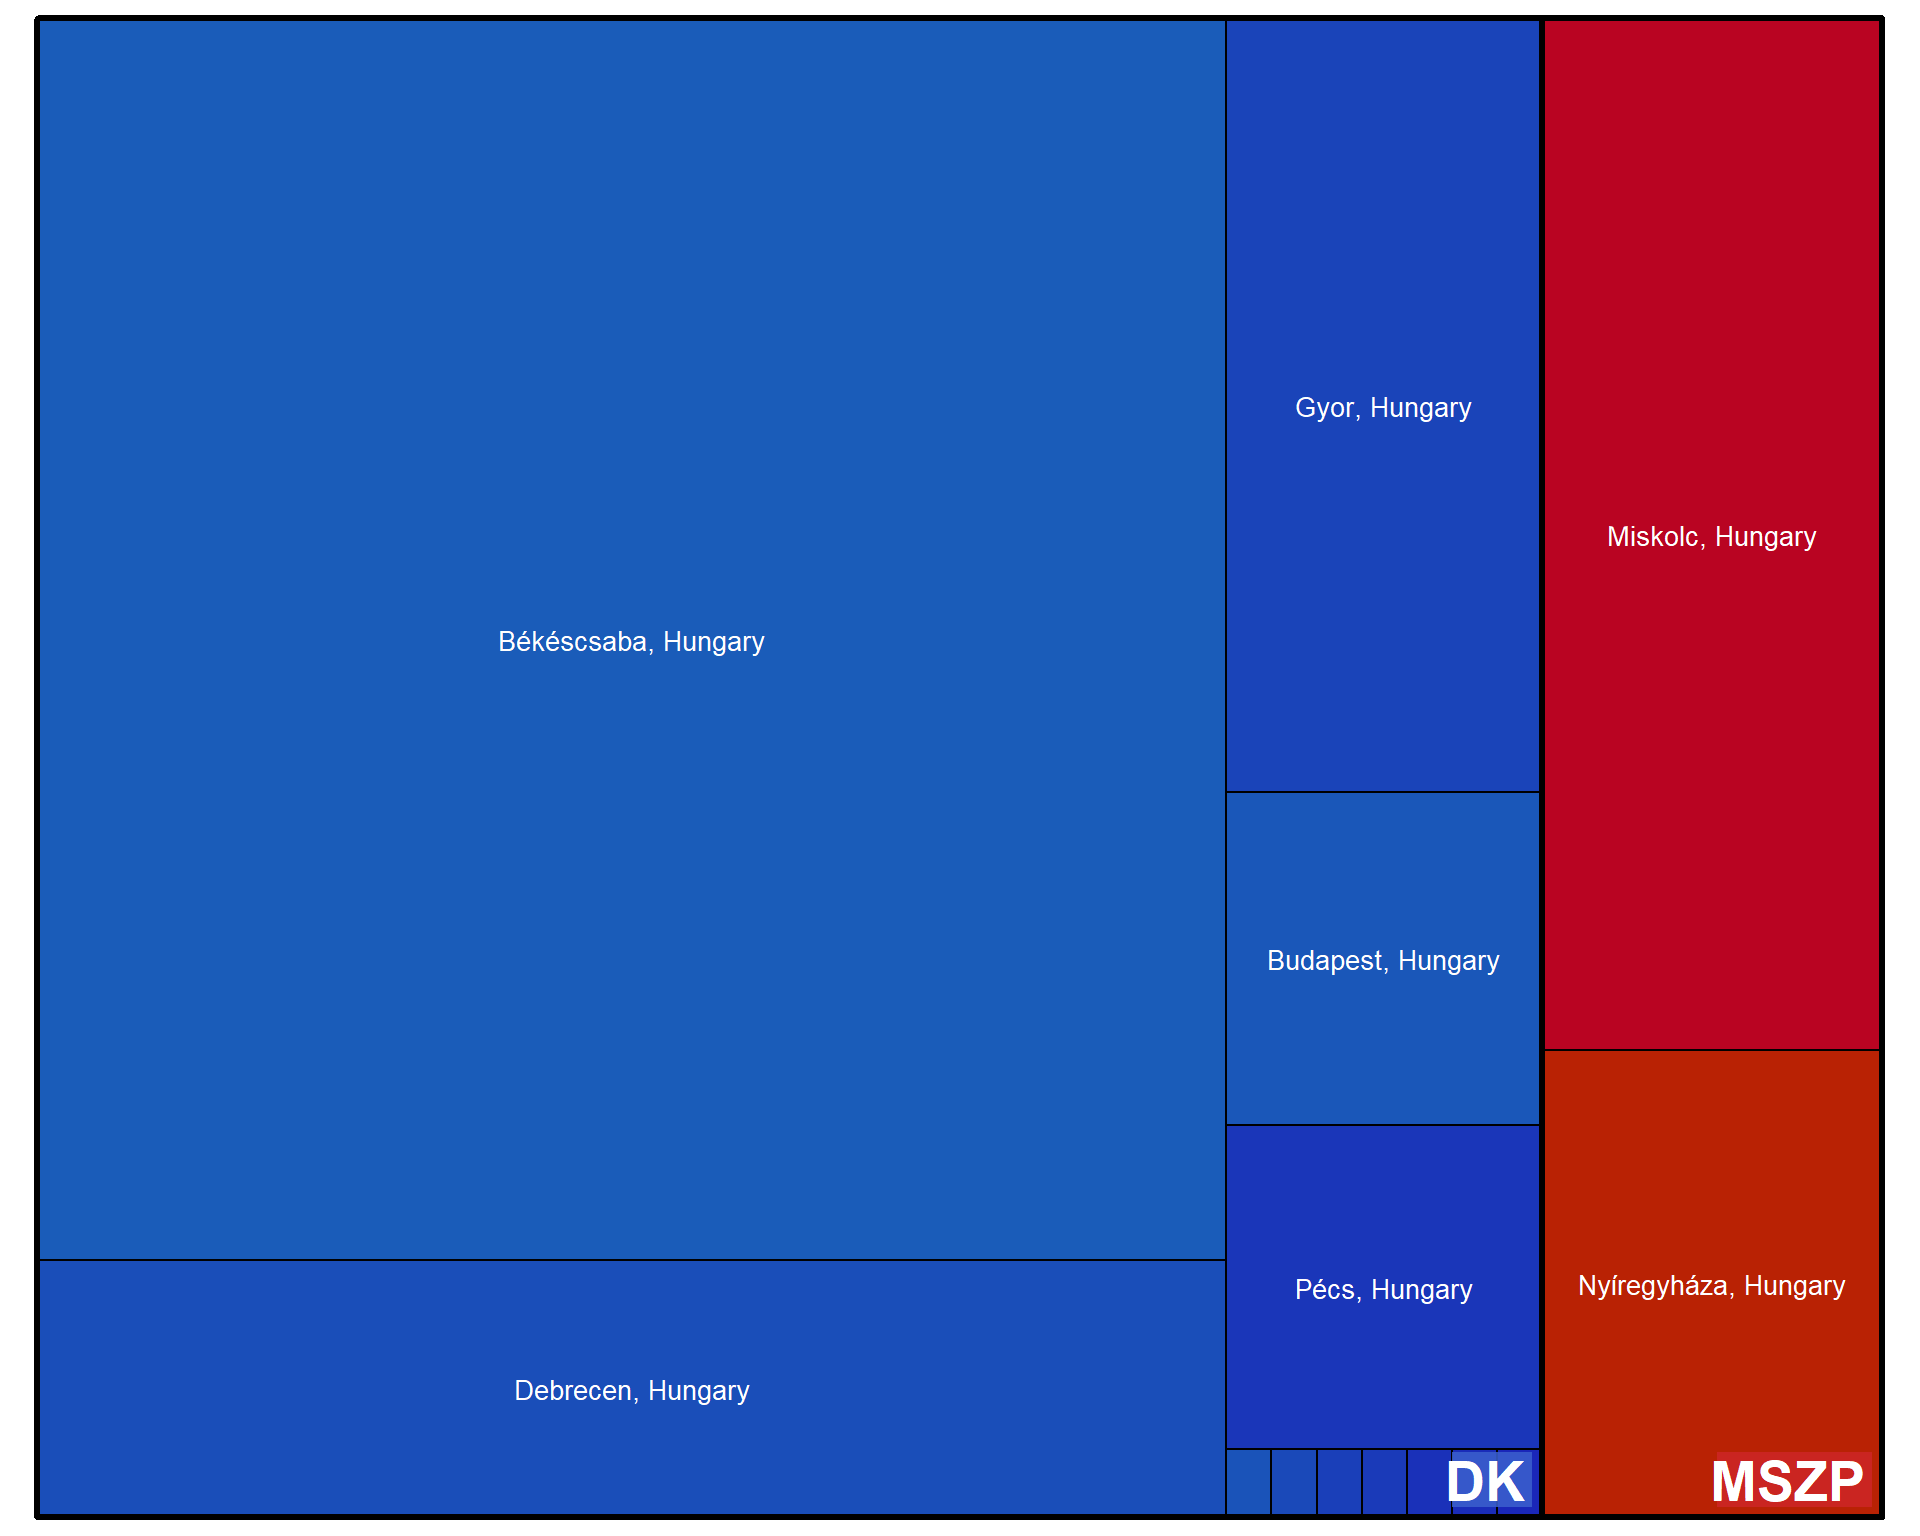 Békéscsaba, Hungary
Debrecen, Hungary
Gyor, Hungary
Budapest, Hungary
Pécs, Hungary
DK
Miskolc, Hungary
Nyíregyháza, Hungary
MSZP